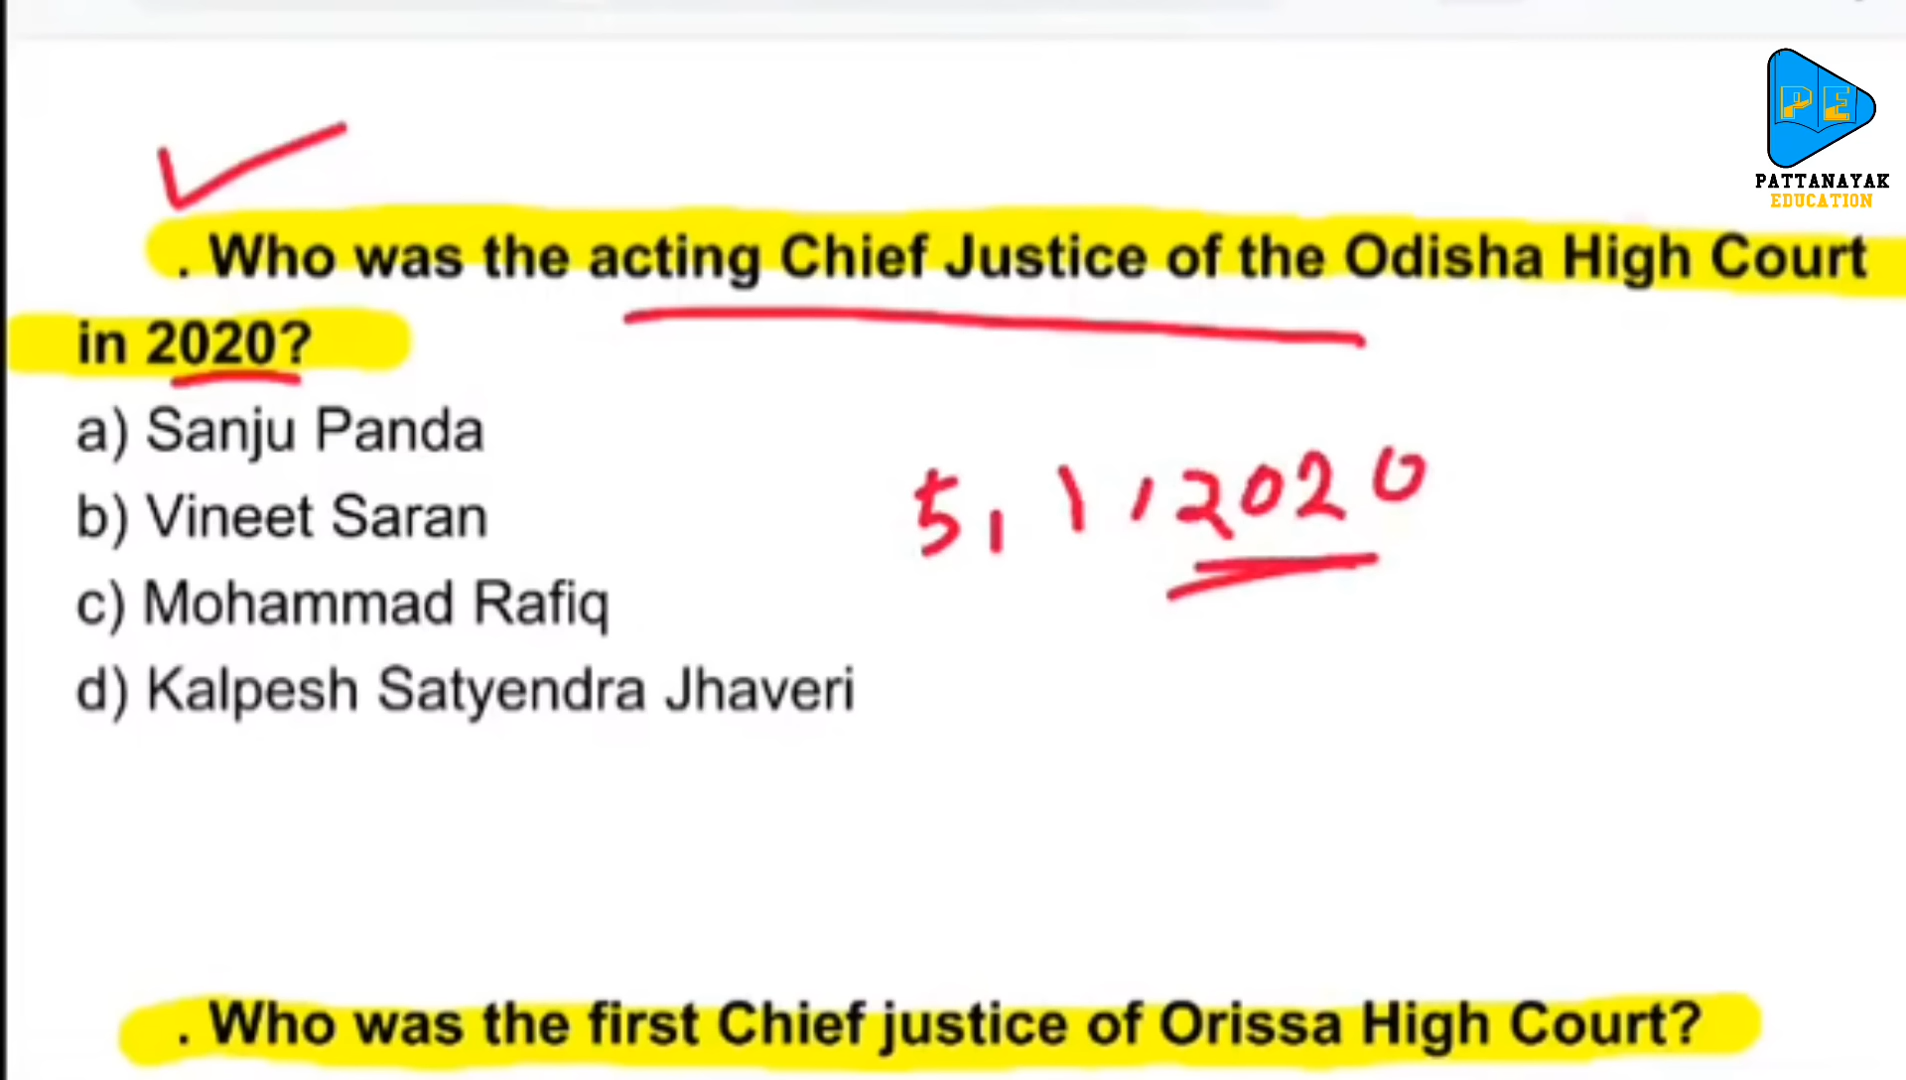 PE
PATTANAYAK
EDUCATION
. Who was the acting Chief Justice of the Odisha High Court
in 2020?
a) Sanju Panda
b) Vineet Saran
c) Mohammad Rafiq
d) Kalpesh Satyendra Jhaveri
5, 1, 2020
. Who was the first Chief justice of Orissa High Court?